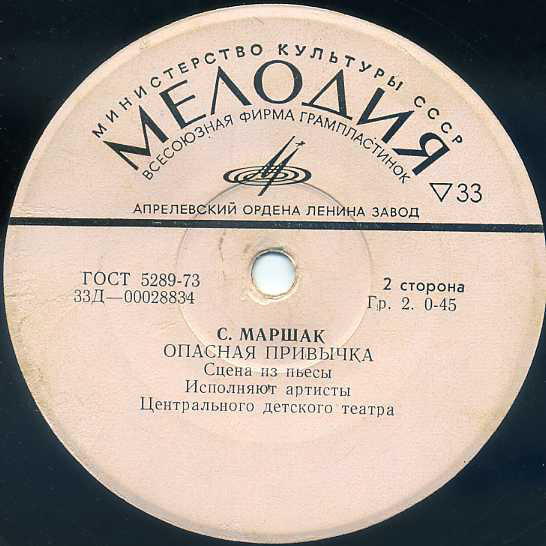 МИНИСТЕРСТВО КУЛЬТУРЫ СССР
МЕЛОДИЯ
ВСЕСОЮЗНАЯ ФИРМА ГРАМПЛАСТИНОК
▽33
АПРЕЛЕВСКИЙ ОРДЕНА ЛЕНИНА ЗАВОД
ГОСТ 5289-73
33Д—00028834
2 сторона
Гр. 2. 0-45
С. МАРШАК
ОПАСНАЯ ПРИВЫЧКА
Сцена из пьесы
Исполняют артисты
Центрального детского театра